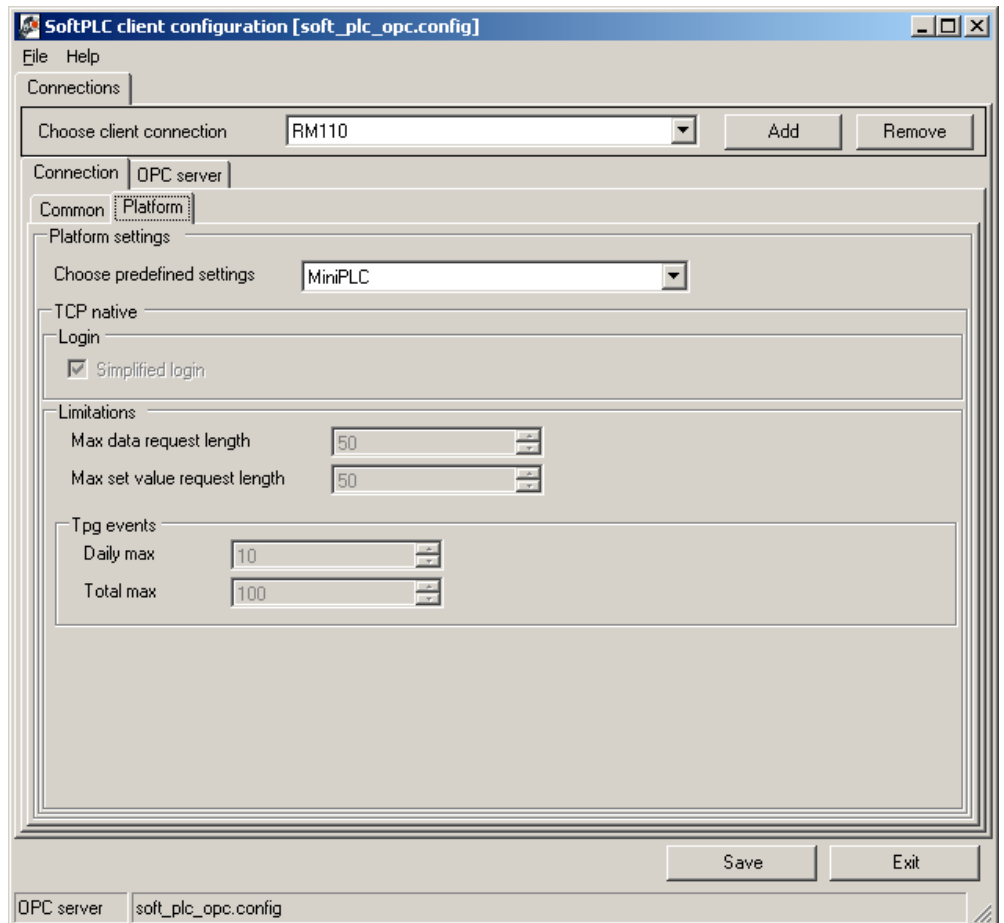 SoftPLC client configuration [soft_plc_opc.config]
File Help
Connections
Choose client connection RM110 Add Remove
Connection OPC server
Common Platform
Platform settings
Choose predefined settings MiniPLC
TCP native
Login
Simplified login
Limitations
Max data request length 50
Max set value request length 50
Tpg events
Daily max 10
Total max 100
Save Exit
OPC server soft_plc_opc.config